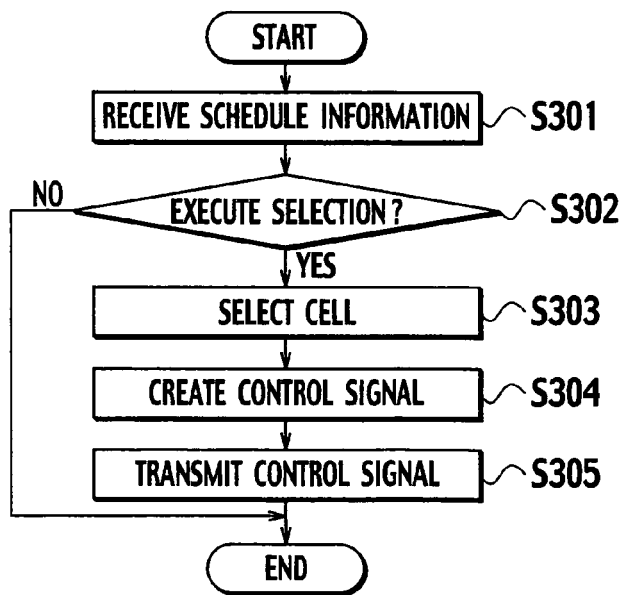 START
RECEIVE SCHEDULE INFORMATION
S301
NO
EXECUTE SELECTION?
S302
YES
SELECT CELL
S303
CREATE CONTROL SIGNAL
S304
TRANSMIT CONTROL SIGNAL
S305
END